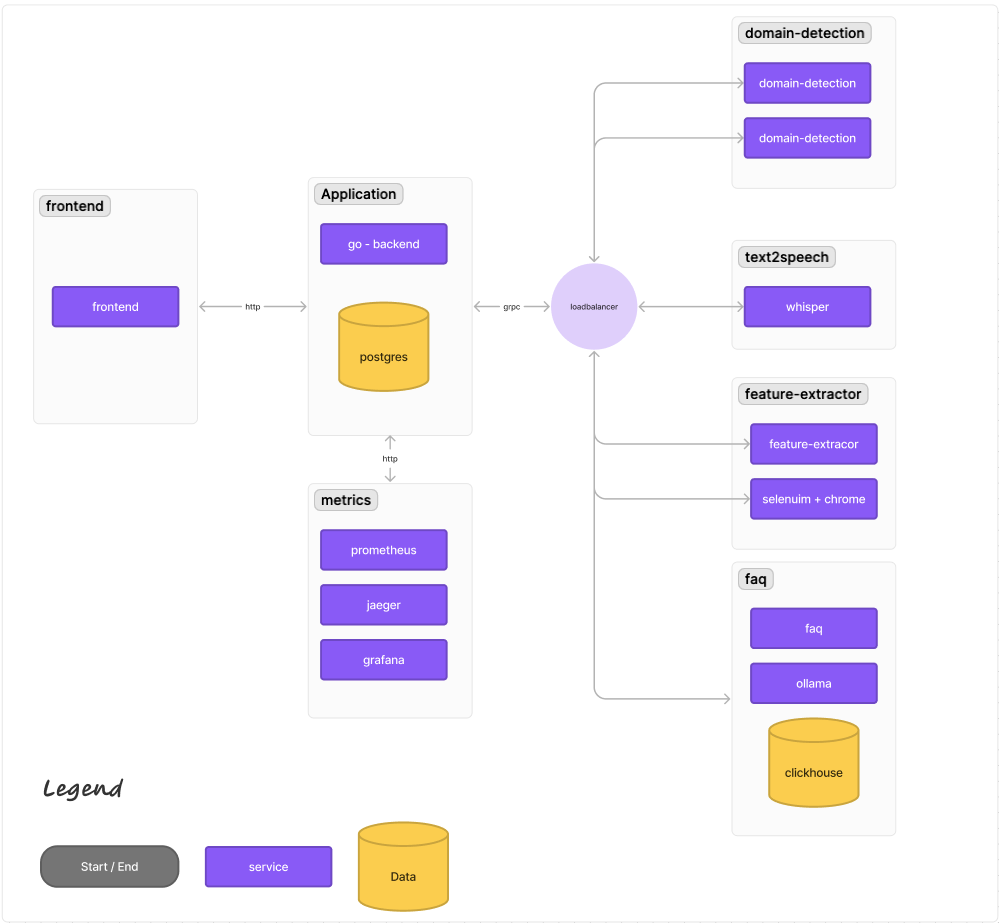 frontend
frontend
http
Application
go - backend
postgres
http
metrics
prometheus
jaeger
grafana
grpc
loadbalancer
domain-detection
domain-detection
domain-detection
text2speech
whisper
feature-extractor
feature-extracor
selenuim + chrome
faq
faq
ollama
clickhouse
Legend
Start / End
service
Data